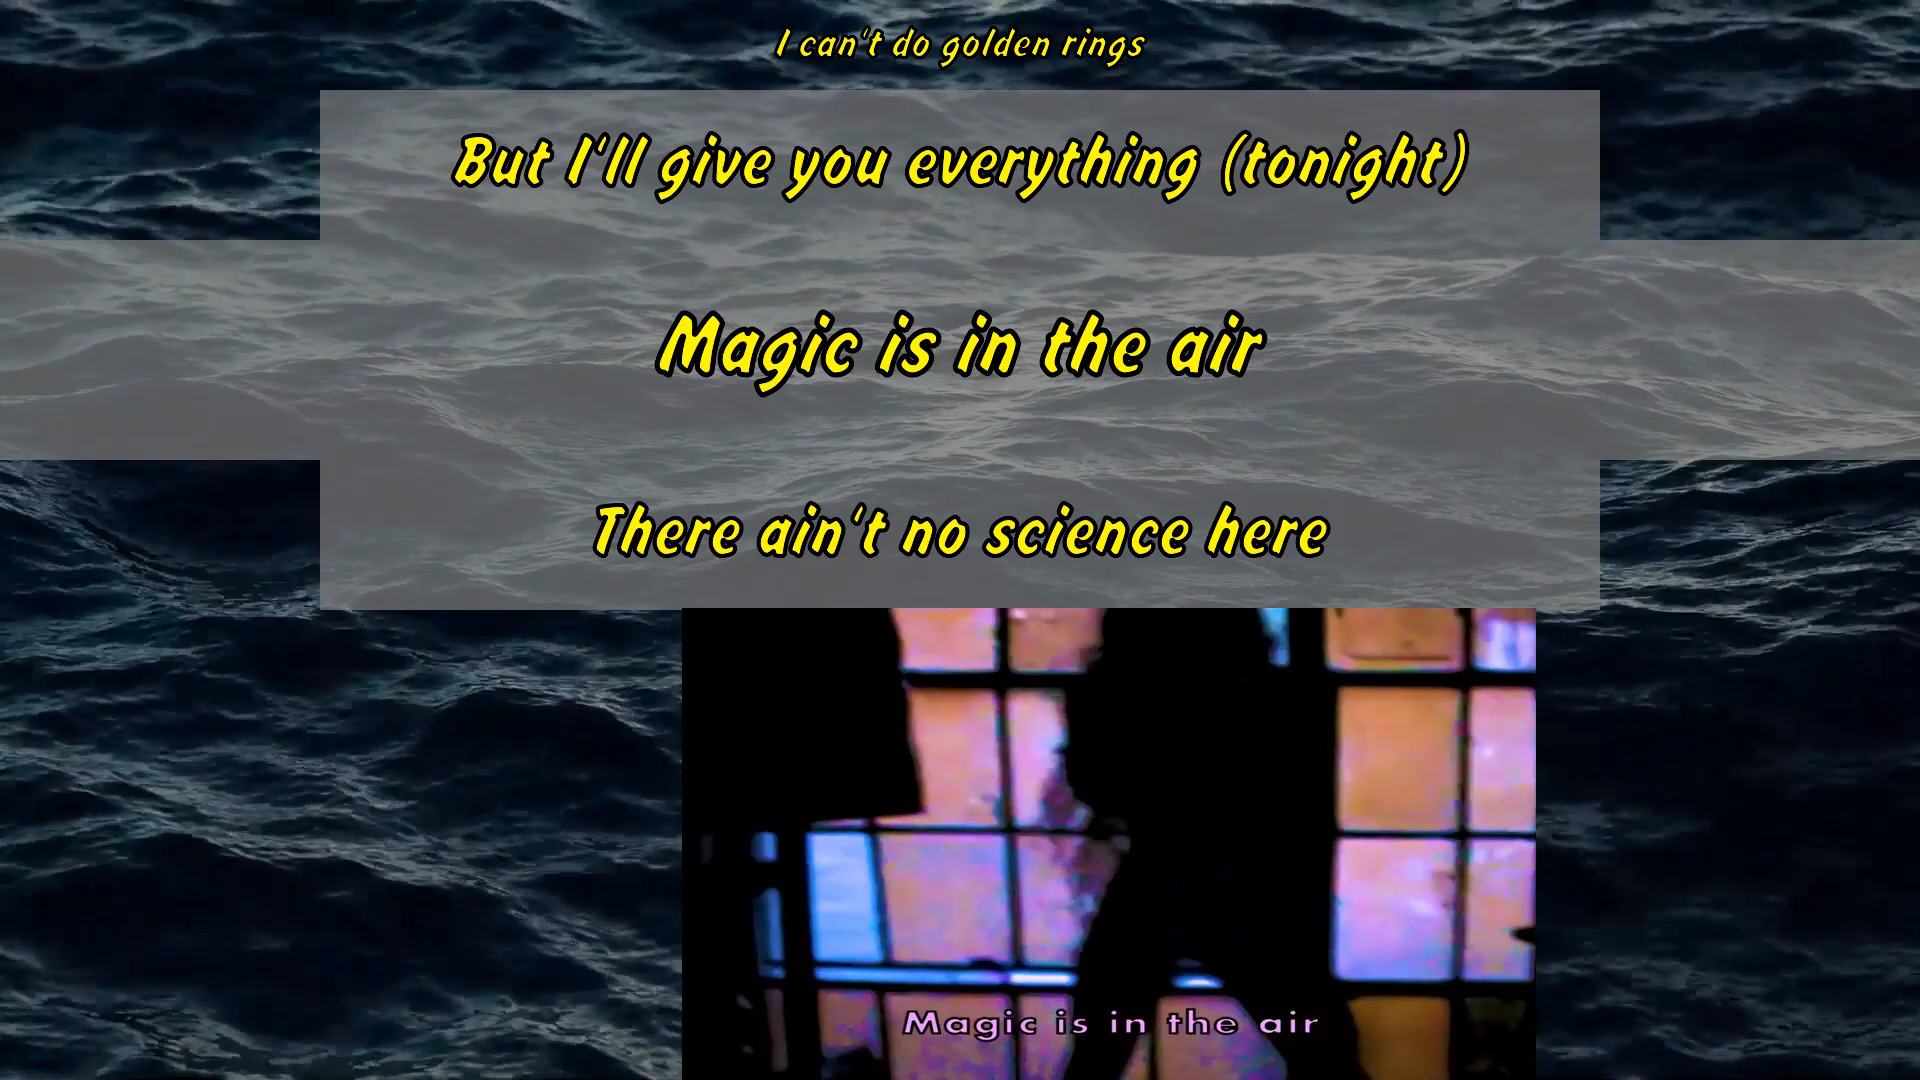 I can't do golden rings
But I'll give you everything (tonight)
Magic is in the air
There ain't no science here
Magic is in the air